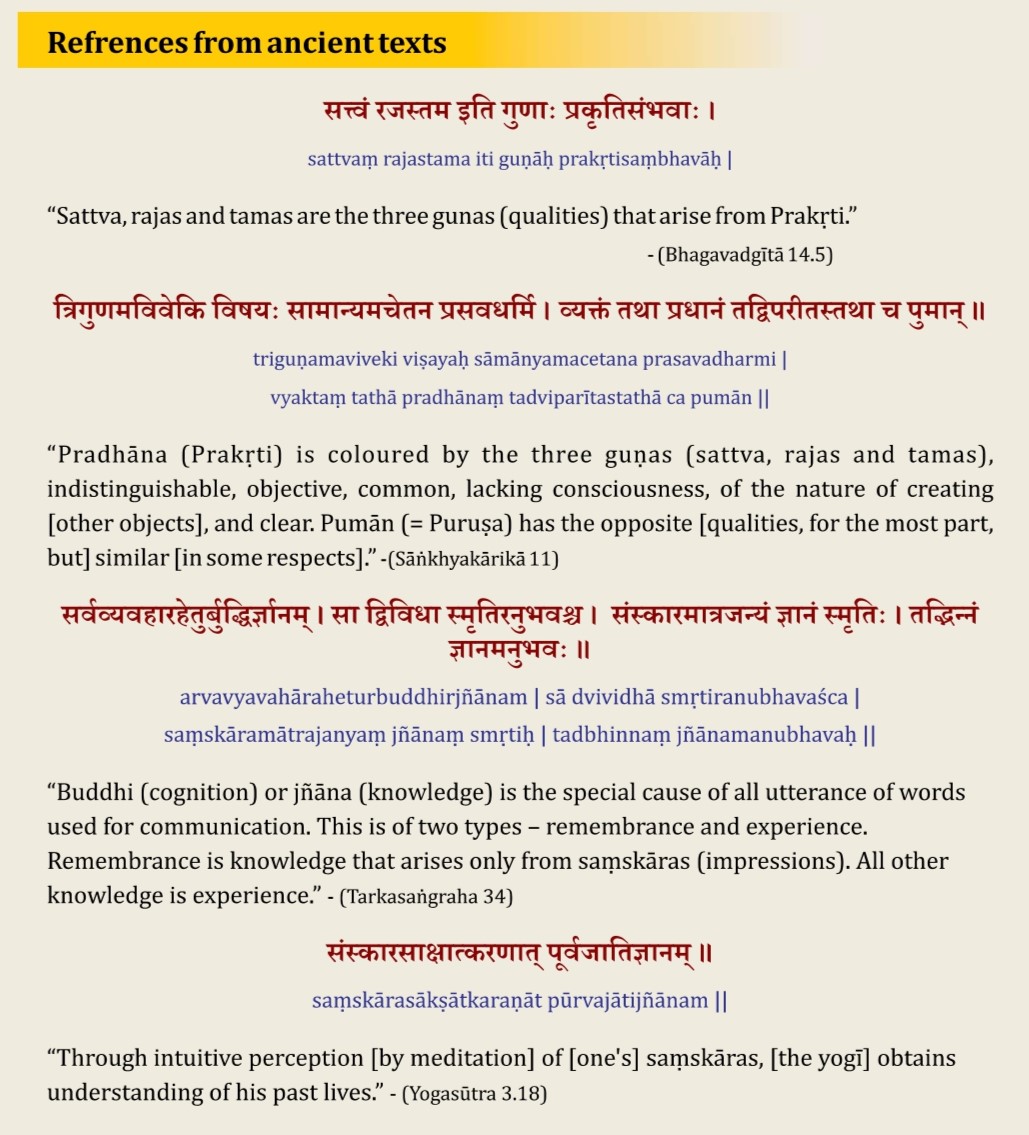 Refrences from ancient texts
सत्त्वं रजस्तम इति गुणाः प्रकृतिसंभवाः ।
sattvaṃ rajastama iti guṇāḥ prakṛtisambhavāḥ |
“Sattva, rajas and tamas are the three gunas (qualities) that arise from Prakṛti.”
- (Bhagavadgītā 14.5)
त्रिगुणमविवेकि विषयः सामान्यमचेतन प्रसवधर्मि । व्यक्तं तथा प्रधानं तद्विपरीतस्तथा च पुमान् ॥
triguṇamaviveki viṣayaḥ sāmānyamacetana prasavadharmi |
vyaktaṃ tathā pradhānaṃ tadviparītastathā ca pumān ||
“Pradhāna (Prakṛti) is coloured by the three guṇas (sattva, rajas and tamas),
indistinguishable, objective, common, lacking consciousness, of the nature of creating
[other objects], and clear. Pumān (= Puruṣa) has the opposite [qualities, for the most part,
but] similar [in some respects].” -(Sāṅkhyakārikā 11)
सर्वव्यवहारहेतुर्बुद्धिर्ज्ञानम् । सा द्विविधा स्मृतिरनुभवश्च । संस्कारमात्रजन्यं ज्ञानं स्मृतिः । तद्भिन्नं
ज्ञानमनुभवः ॥
arvavyavahāraheturbuddhirjñānam | sā dvividhā smṛtiranubhavaśca |
saṃskāramātrajanyaṃ jñānaṃ smṛtiḥ | tadbhinnaṃ jñānamanubhavaḥ ||
“Buddhi (cognition) or jñāna (knowledge) is the special cause of all utterance of words
used for communication. This is of two types – remembrance and experience.
Remembrance is knowledge that arises only from saṃskāras (impressions). All other
knowledge is experience.” - (Tarkasaṅgraha 34)
संस्कारसाक्षात्करणात् पूर्वजातिज्ञानम् ॥
saṃskārasākṣātkaraṇāt pūrvajātijñānam ||
“Through intuitive perception [by meditation] of [one's] saṃskāras, [the yogī] obtains
understanding of his past lives.” - (Yogasūtra 3.18)